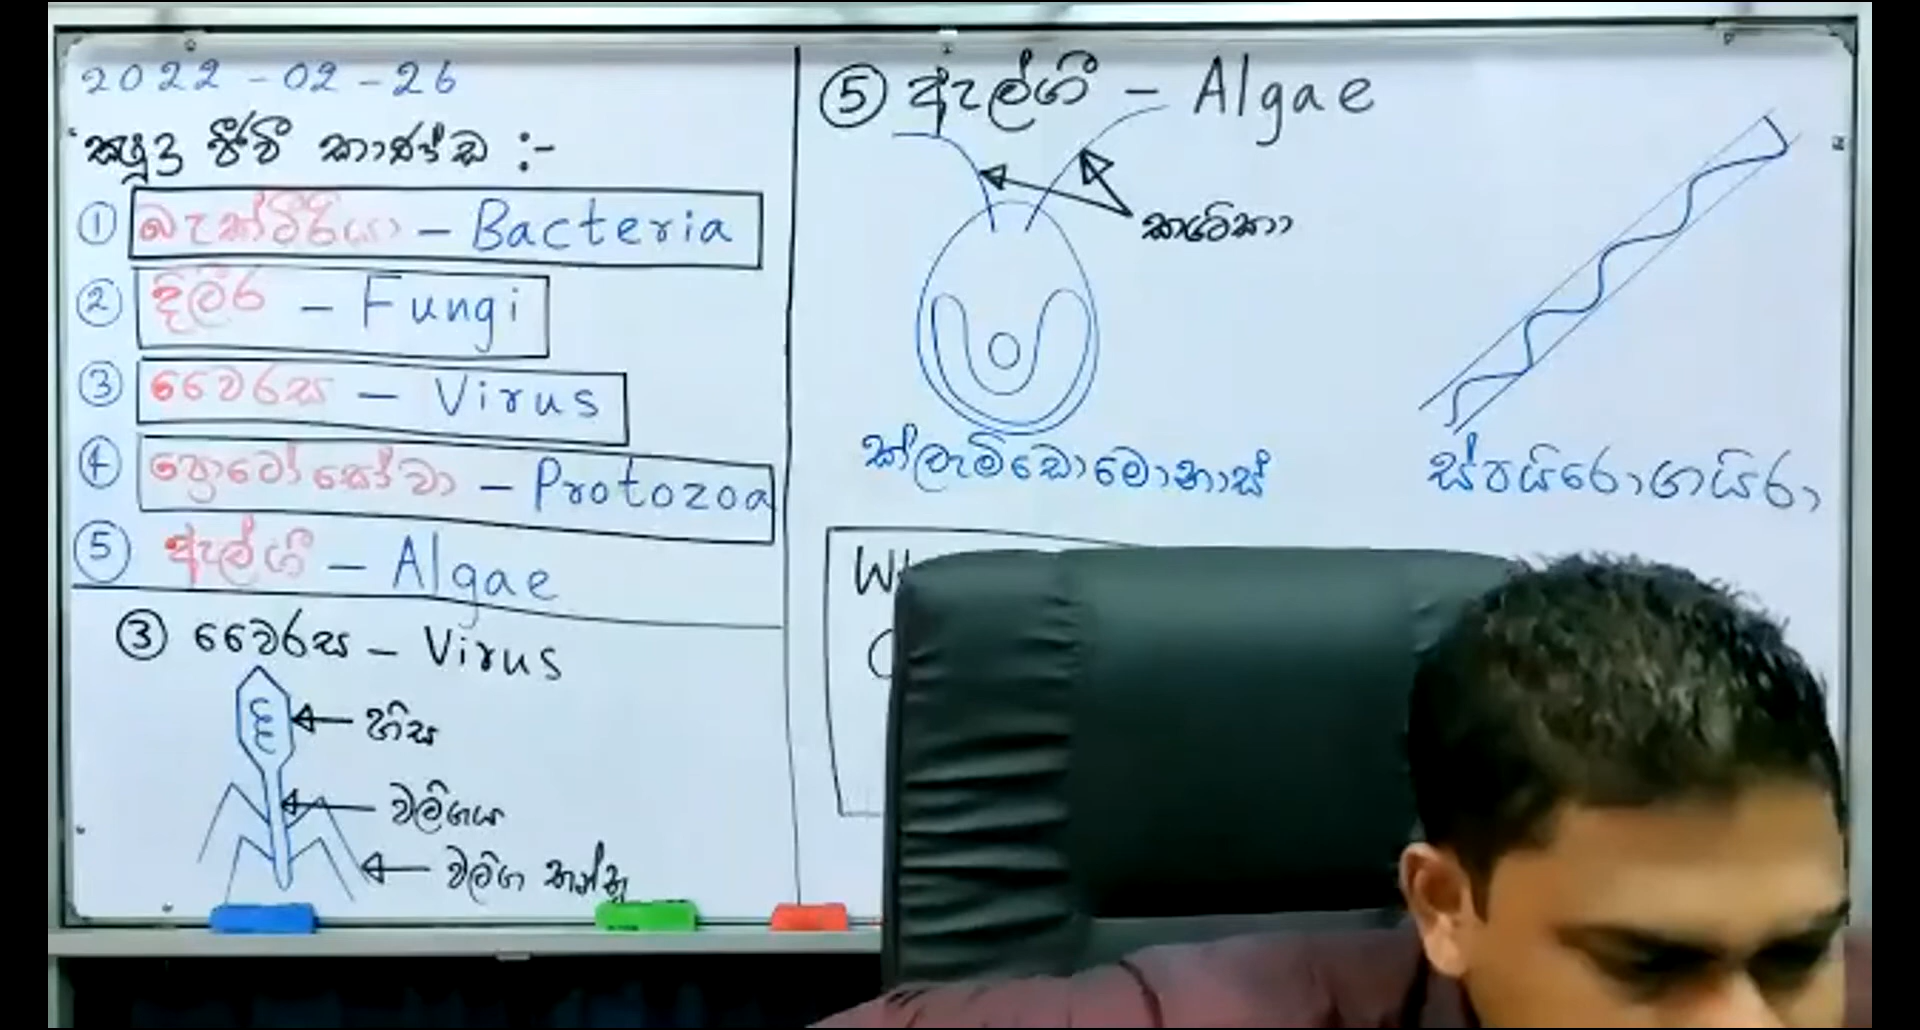 2022-02-26
ක්ෂුද්‍ර ජීවී කාණ්ඩ :-
① බැක්ටීරියා - Bacteria
② දිලීර - Fungi
③ වෛරස - Virus
④ ප්‍රොටෝසෝවා - Protozoa
⑤ ඇල්ගී - Algae
③ වෛරස - Virus
හිස
වලිගය
වලිග තන්තු
⑤ ඇල්ගී - Algae
කශිකා
ක්ලැමිඩොමොනාස්
ස්පයිරොගයිරා